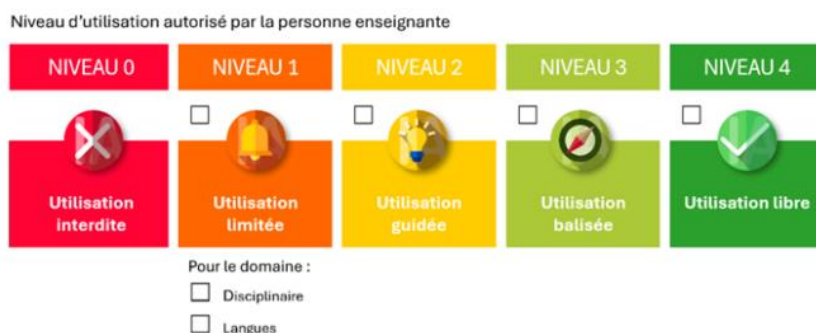 Niveau d'utilisation autorisé par la personne enseignante
NIVEAU 0
NIVEAU 1
NIVEAU 2
NIVEAU 3
NIVEAU 4
Utilisation
interdite
Utilisation
limitée
Utilisation
guidée
Utilisation
balisée
Utilisation libre
Pour le domaine :
Disciplinaire
Langues